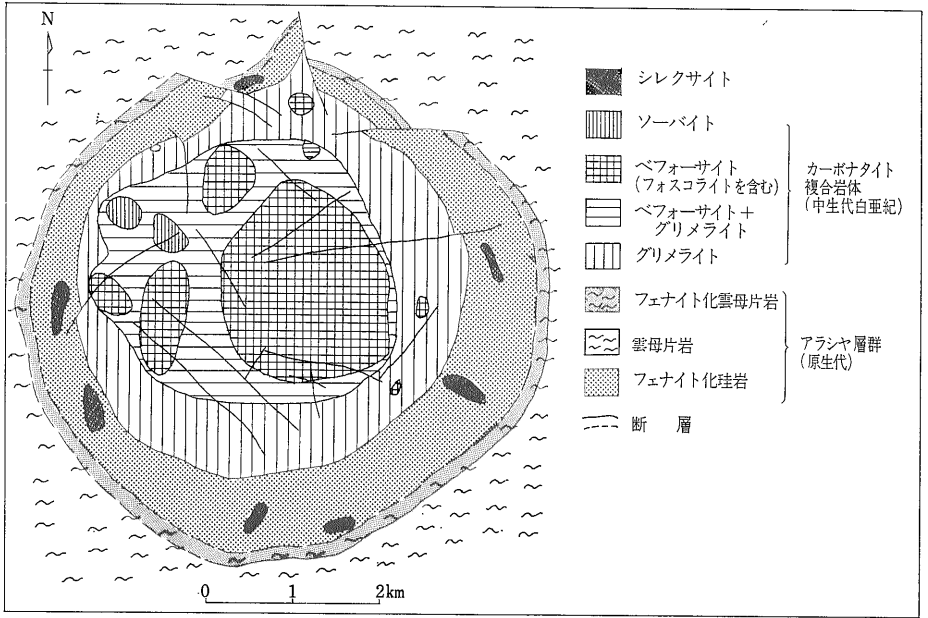 N
シレクサイト
ソーバイト
ベフォーサイト
(フォスコライトを含む)
ベフォーサイト+
グリメライト
グリメライト
カーボナタイト
複合岩体
(中生代白亜紀)
フェナイト化雲母片岩
雲母片岩
フェナイト化珪岩
アラシヤ層群
(原生代)
断 層
0 1 2km